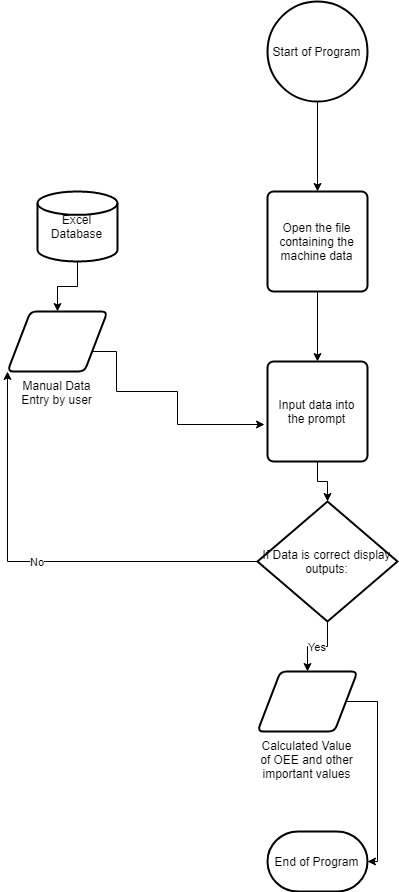 Start of Program
Open the file
containing the
machine data
Excel
Database
Manual Data
Entry by user
Input data into
the prompt
If Data is correct display
outputs:
No
Yes
Calculated Value
of OEE and other
important values
End of Program